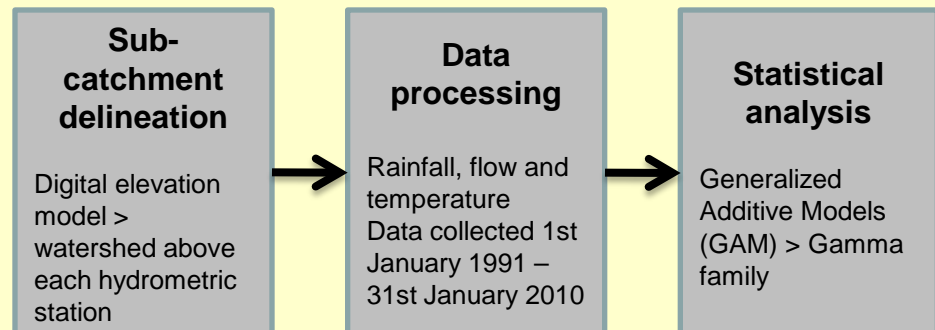 Sub-
catchment
delineation
Digital elevation
model >
watershed above
each hydrometric
station
Data
processing
Rainfall, flow and
temperature
Data collected 1st
January 1991 –
31st January 2010
Statistical
analysis
Generalized
Additive Models
(GAM) > Gamma
family